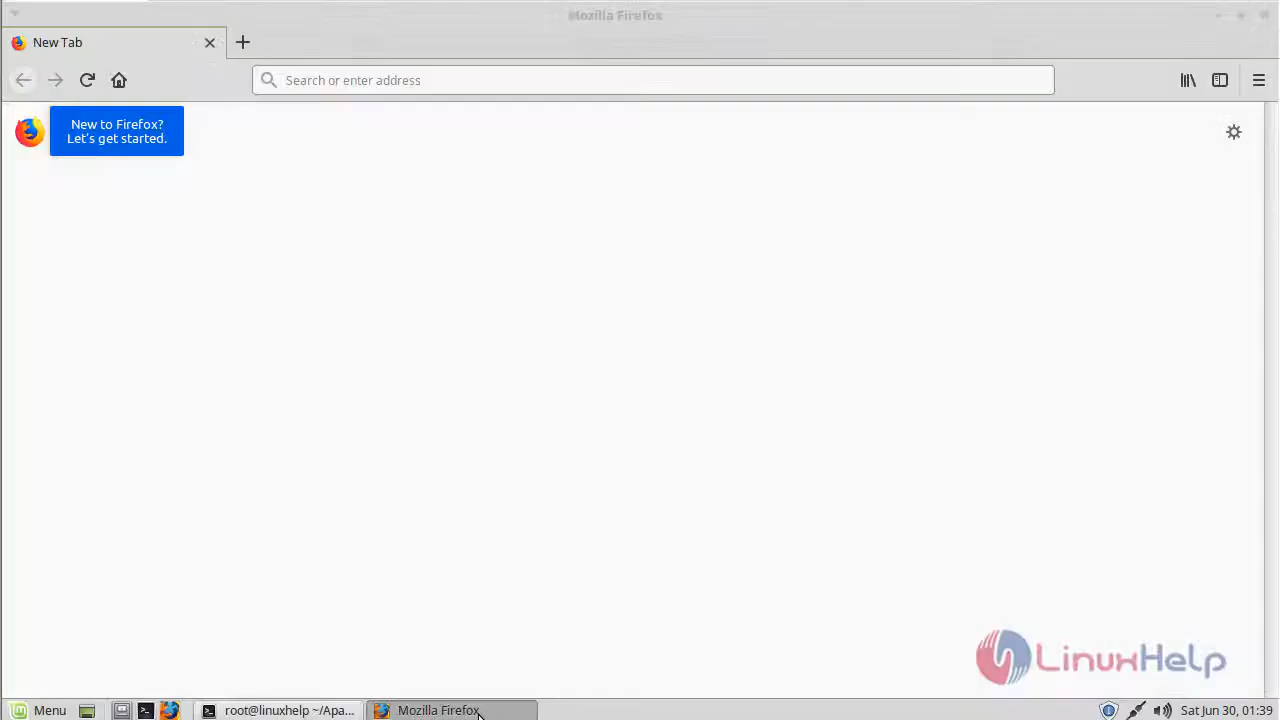 Mozilla Firefox
New Tab
Search or enter address
New to Firefox?
Let's get started.
LinuxHelp
Menu
root@linuxhelp ~/Apa...
Mozilla Firefox
Sat Jun 30, 01:39